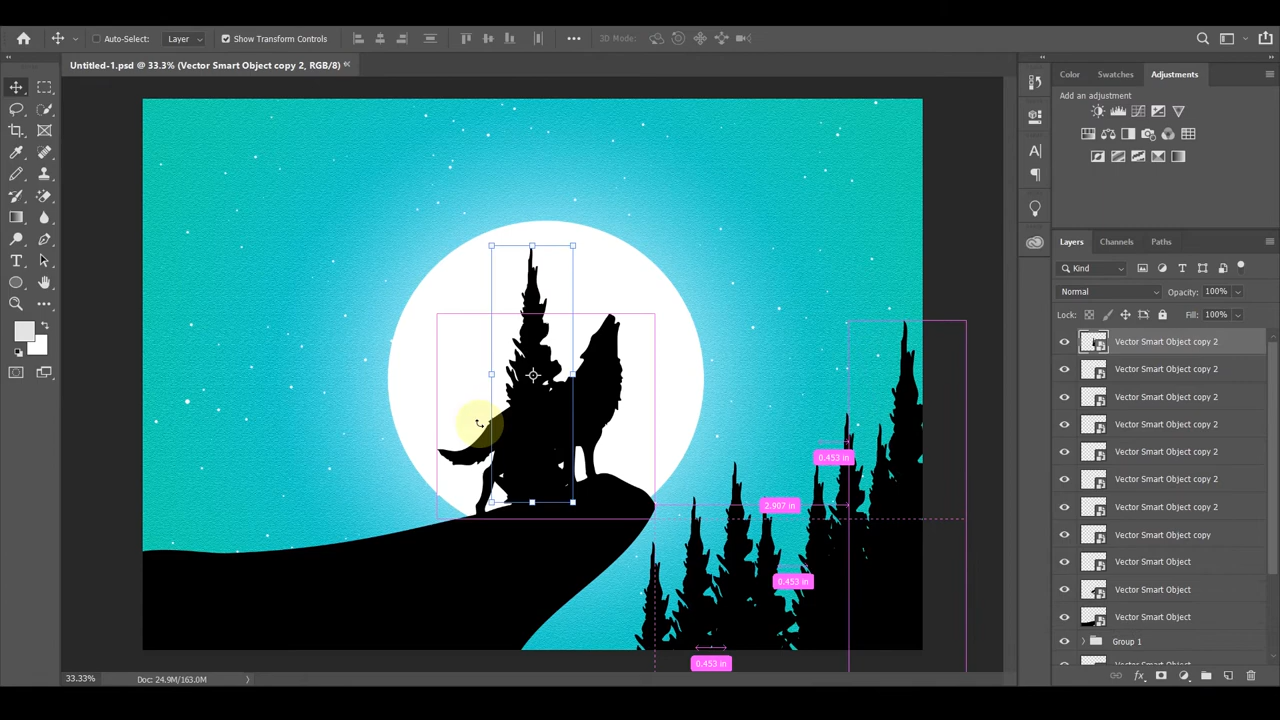 Auto-Select: Layer Show Transform Controls 3D Mode:
Untitled-1.psd @ 33.3% (Vector Smart Object copy 2, RGB/8) *
Color Swatches Adjustments
Add an adjustment
Layers Channels Paths
Kind
Normal Opacity: 100%
Lock: Fill: 100%
Vector Smart Object copy 2
Vector Smart Object copy 2
Vector Smart Object copy 2
Vector Smart Object copy 2
Vector Smart Object copy 2
Vector Smart Object copy 2
Vector Smart Object copy 2
Vector Smart Object copy
Vector Smart Object
Vector Smart Object
Vector Smart Object
Group 1
Vector Smart Object
0.453 in
2.907 in
0.453 in
0.453 in
33.33% Doc: 24.9M/163.0M